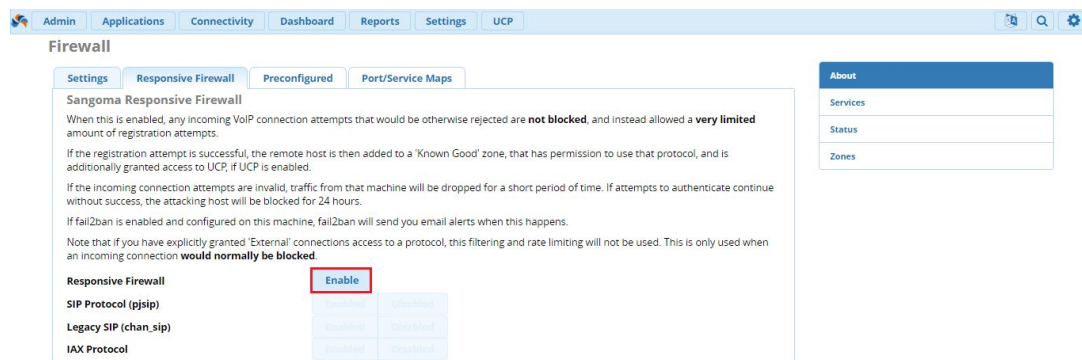 Admin Applications Connectivity Dashboard Reports Settings UCP
Firewall
Settings Responsive Firewall Preconfigured Port/Service Maps
Sangoma Responsive Firewall
When this is enabled, any incoming VoIP connection attempts that would be otherwise rejected are not blocked, and instead allowed a very limited
amount of registration attempts.
If the registration attempt is successful, the remote host is then added to a 'Known Good' zone, that has permission to use that protocol, and is
additionally granted access to UCP, if UCP is enabled.
If the incoming connection attempts are invalid, traffic from that machine will be dropped for a short period of time. If attempts to authenticate continue
without success, the attacking host will be blocked for 24 hours.
If fail2ban is enabled and configured on this machine, fail2ban will send you email alerts when this happens.
Note that if you have explicitly granted 'External' connections access to a protocol, this filtering and rate limiting will not be used. This is only used when
an incoming connection would normally be blocked.
Responsive Firewall Enable
SIP Protocol (pjsip) Enabled Disabled
Legacy SIP (chan_sip) Enabled Disabled
IAX Protocol Enabled Disabled
About
Services
Status
Zones